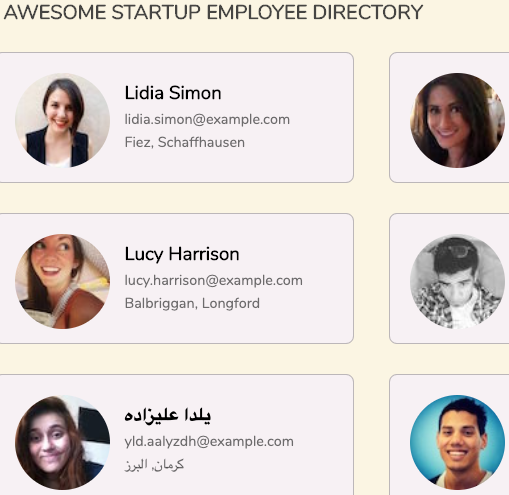 AWESOME STARTUP EMPLOYEE DIRECTORY
Lidia Simon
lidia.simon@example.com
Fiez, Schaffhausen
Lucy Harrison
lucy.harrison@example.com
Balbriggan, Longford
یلدا علیزاده
yld.aalyzdh@example.com
کرمان, البرز